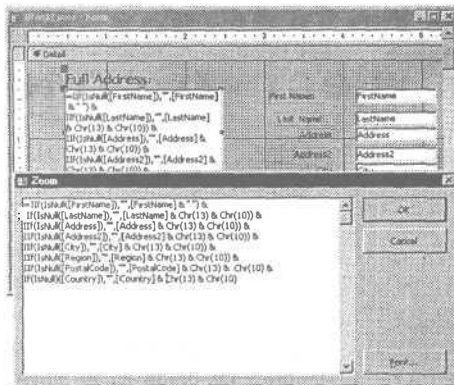 Detail
Full Address:
=IIf(IsNull([FirstName]),"",[FirstName]
& " ") &
IIf(IsNull([LastName]),"",[LastName]
& Chr(13) & Chr(10)) &
IIf(IsNull([Address]),"",[Address] &
Chr(13) & Chr(10)) &
IIf(IsNull([Address2]),"",[Address2] &
Chr(13) & Chr(10)) &
First Name:
FirstName
Last Name:
LastName
Address
Address
Address2
Address2
Zoom
=IIf(IsNull([FirstName]),"",[FirstName] & " ") &
IIf(IsNull([LastName]),"",[LastName] & Chr(13) & Chr(10)) &
IIf(IsNull([Address]),"",[Address] & Chr(13) & Chr(10)) &
IIf(IsNull([Address2]),"",[Address2] & Chr(13) & Chr(10)) &
IIf(IsNull([City]),"",[City] & Chr(13) & Chr(10)) &
IIf(IsNull([Region]),"",[Region] & Chr(13) & Chr(10)) &
IIf(IsNull([PostalCode]),"",[PostalCode] & Chr(13) & Chr(10) &
IIf(IsNull([Country]),"",[Country] & Chr(13) & Chr(10)
OK
Cancel
Font...